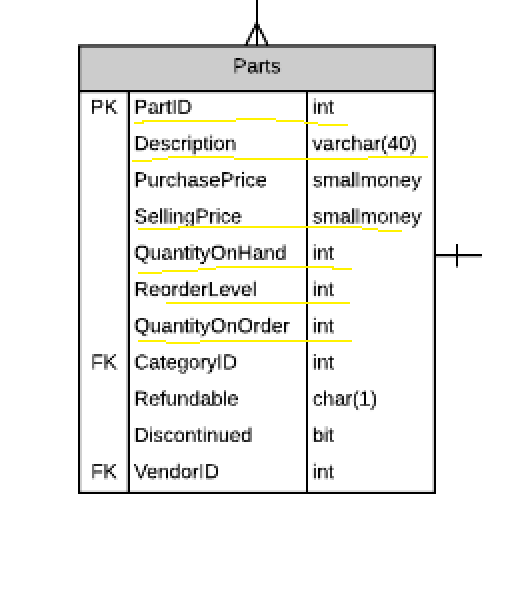 Parts
PK PartID int
Description varchar(40)
PurchasePrice smallmoney
SellingPrice smallmoney
QuantityOnHand int
ReorderLevel int
QuantityOnOrder int
FK CategoryID int
Refundable char(1)
Discontinued bit
FK VendorID int